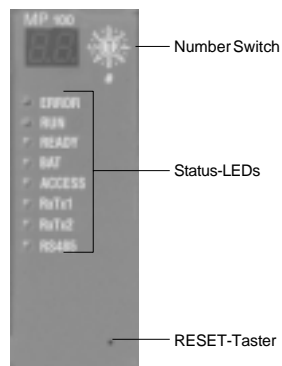 MP 100
Number Switch
ERROR
RUN
READY
BAT
ACCESS
RxTx1
RxTx2
RS485
Status-LEDs
RESET-Taster